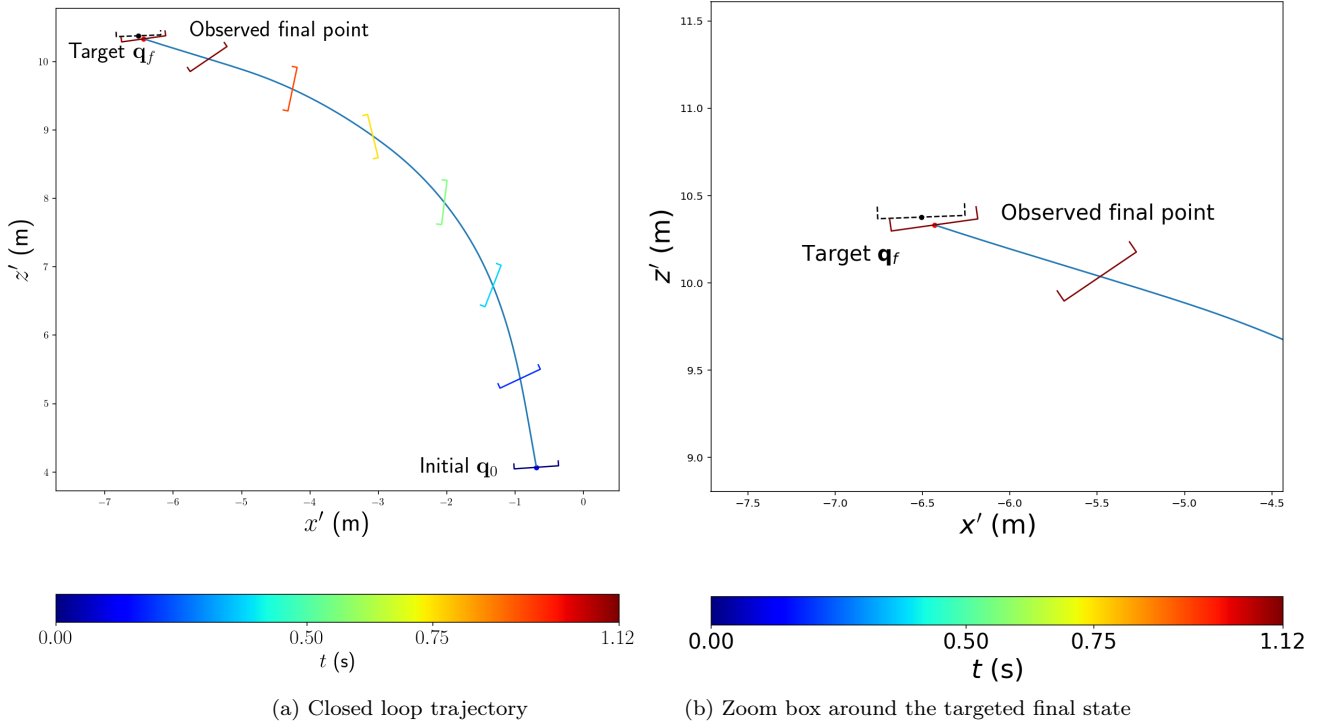 Observed final point
Target q_f
Initial q_0
10
9
8
7
6
5
4
z′ (m)
−7 −6 −5 −4 −3 −2 −1 0
x′ (m)
0.00 0.50 0.75 1.12
t (s)
(a) Closed loop trajectory
11.5
11.0
10.5
10.0
9.5
9.0
z′ (m)
Observed final point
Target q_f
−7.5 −7.0 −6.5 −6.0 −5.5 −5.0 −4.5
x′ (m)
0.00 0.50 0.75 1.12
t (s)
(b) Zoom box around the targeted final state